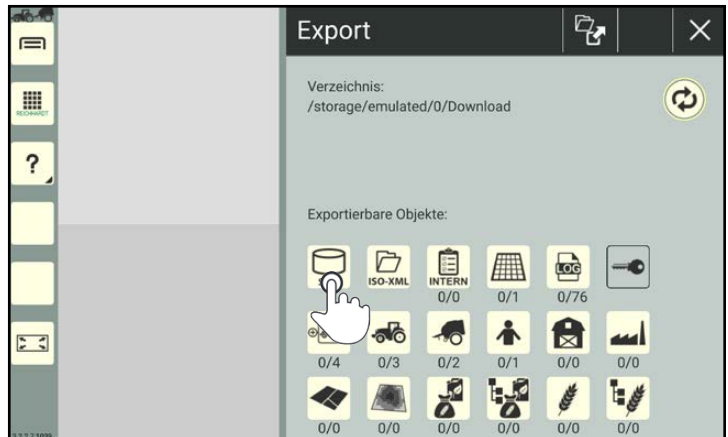 Export
Verzeichnis:
/storage/emulated/0/Download
REICHHARDT
?
Exportierbare Objekte:
ISO-XML
INTERN
LOG
0/0 0/1 0/76
0/4 0/3 0/2 0/1 0/0 0/0
0/0 0/0 0/0 0/0 0/0 0/0